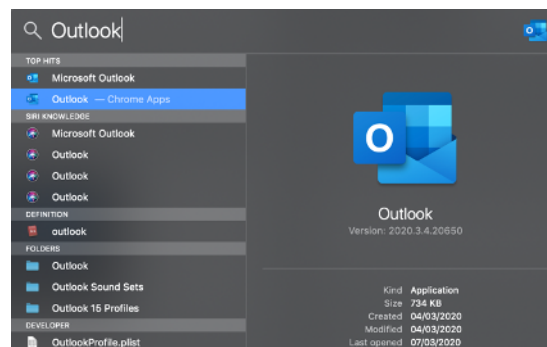 Outlook
TOP HITS
Microsoft Outlook
Outlook — Chrome Apps
SIRI KNOWLEDGE
Microsoft Outlook
Outlook
Outlook
Outlook
DEFINITION
outlook
FOLDERS
Outlook
Outlook Sound Sets
Outlook 15 Profiles
DEVELOPER
OutlookProfile.plist
O
Outlook
Version: 2020.3.4.20650
Kind Application
Size 734 KB
Created 04/03/2020
Modified 04/03/2020
Last opened 07/03/2020